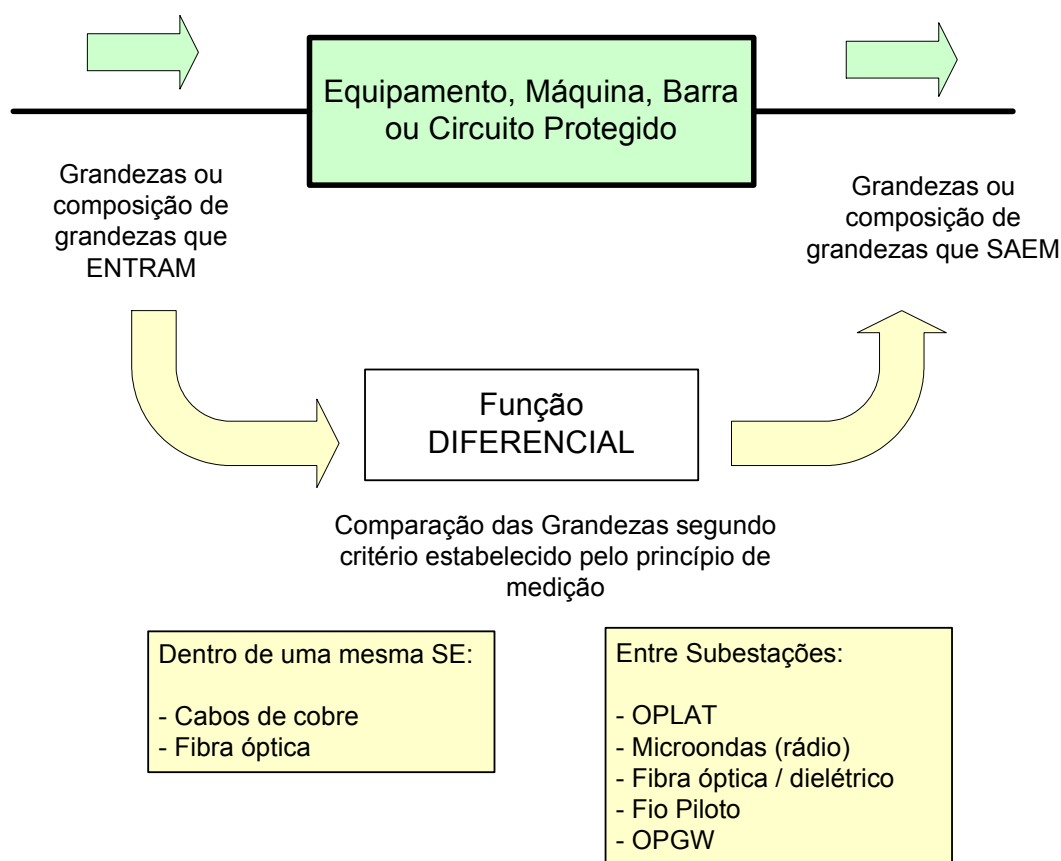 Equipamento, Máquina, Barra
ou Circuito Protegido
Grandezas ou
composição de
grandezas que
ENTRAM
Grandezas ou
composição de
grandezas que SAEM
Função
DIFERENCIAL
Comparação das Grandezas segundo
critério estabelecido pelo princípio de
medição
Dentro de uma mesma SE:
- Cabos de cobre
- Fibra óptica
Entre Subestações:
- OPLAT
- Microondas (rádio)
- Fibra óptica / dielétrico
- Fio Piloto
- OPGW